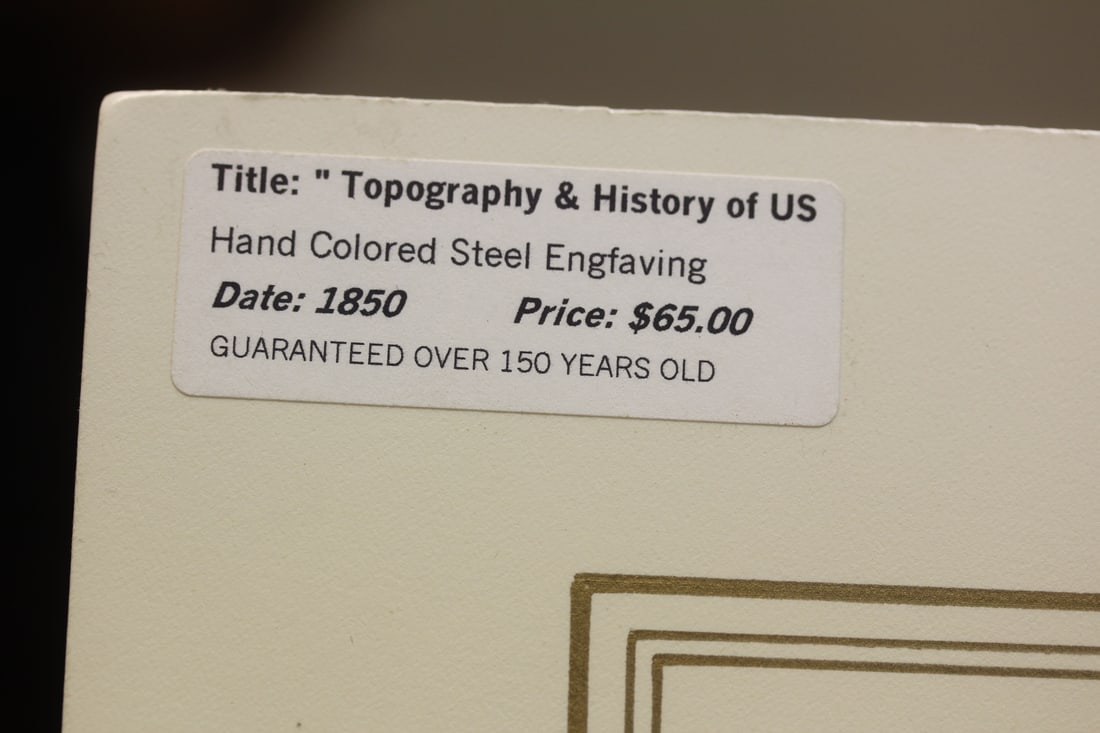 Title: " Topography & History of US
Hand Colored Steel Engfaving
Date: 1850 Price: $65.00
GUARANTEED OVER 150 YEARS OLD